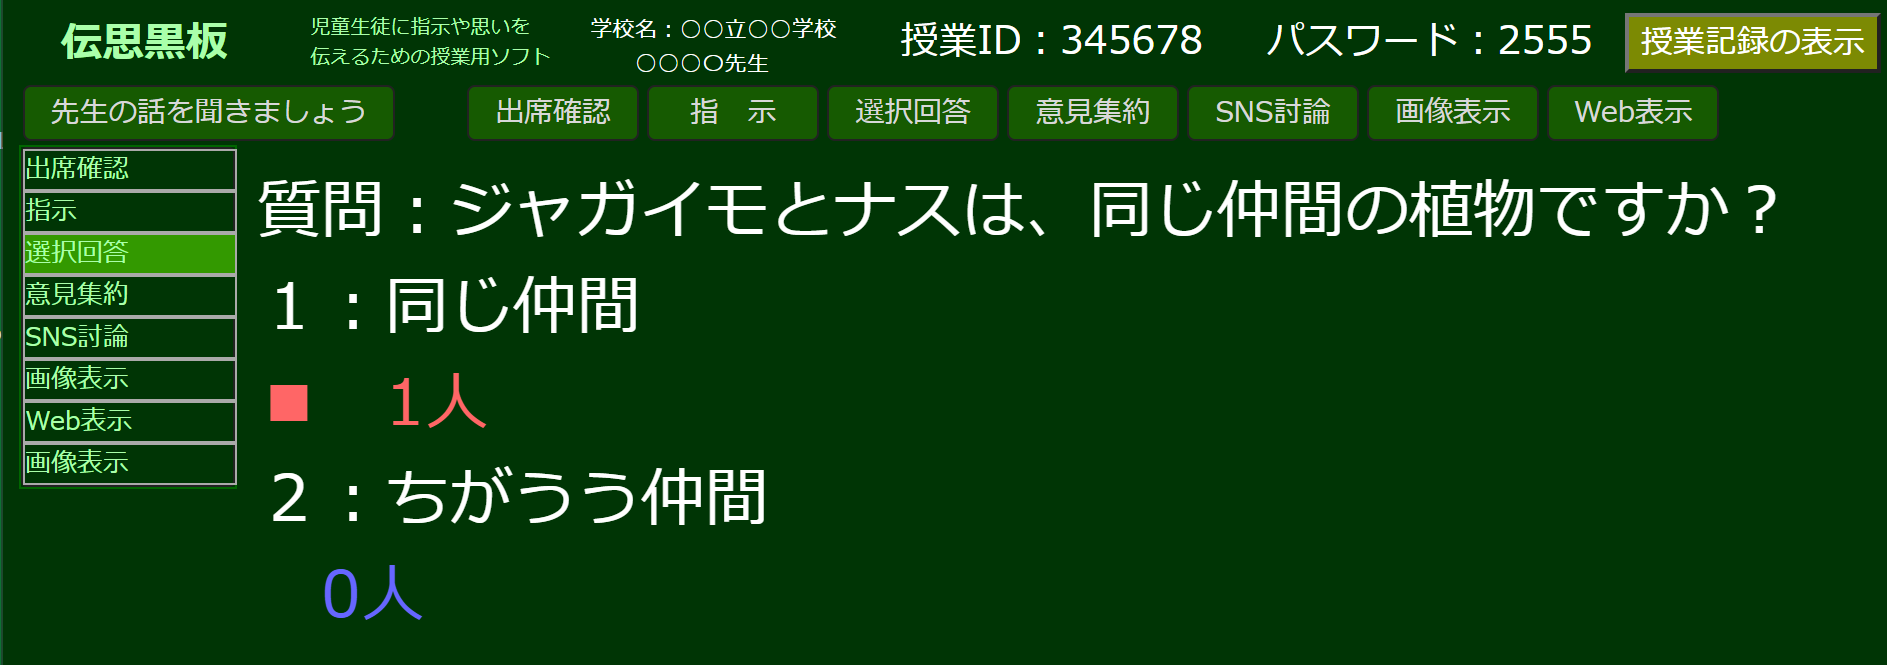 伝思黒板
児童生徒に指示や思いを
伝えるための授業用ソフト
学校名：〇〇立〇〇学校
〇〇〇〇先生
授業ID：345678
パスワード：2555
授業記録の表示
先生の話を聞きましょう
出席確認
指　示
選択回答
意見集約
SNS討論
画像表示
Web表示
出席確認
指示
選択回答
意見集約
SNS討論
画像表示
Web表示
画像表示
質問：ジャガイモとナスは、同じ仲間の植物ですか？
１：同じ仲間
■　1人
２：ちがうう仲間
0人